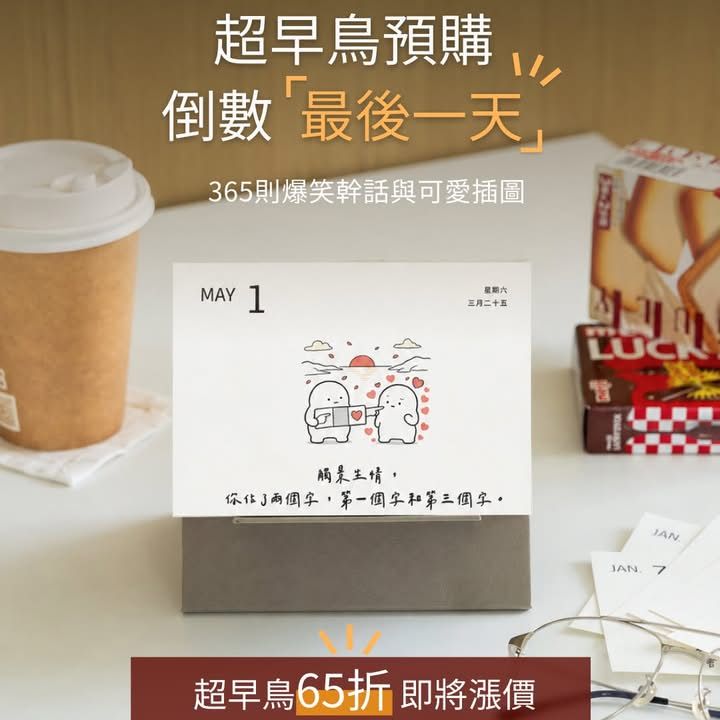 超早鳥預購
倒數「最後一天」
365則爆笑幹話與可愛插圖
MAY 1
星期六
三月二十五
觸景生情，
你佔了兩個字，第一個字和第三個字。
LUCK
JAN.
JAN. 7
超早鳥65折 即將漲價